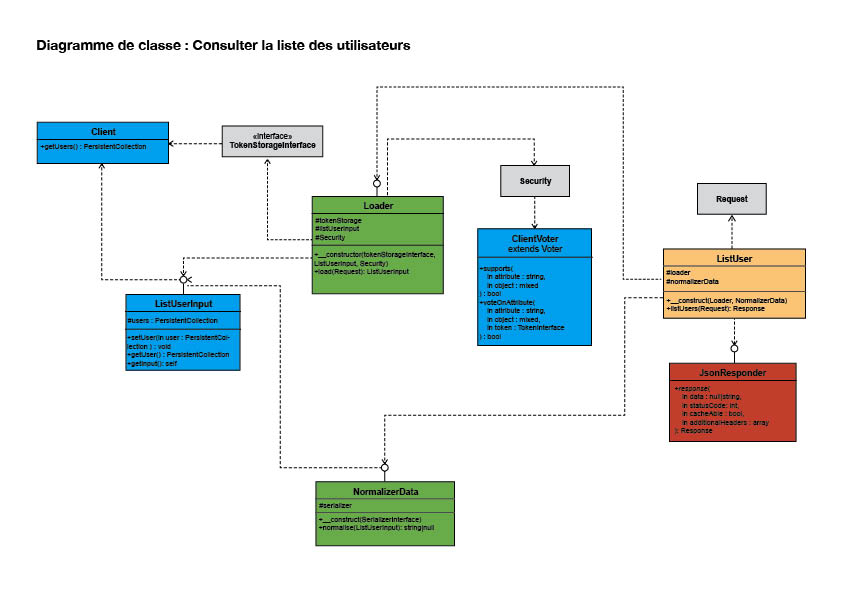 Diagramme de classe : Consulter la liste des utilisateurs
Client
+getUsers() : PersistentCollection
«Interface»
TokenStorageInterface
Security
Request
Loader
#tokenStorage
#listUserInput
#Security
+__constructor(tokenStorageInterface,
ListUserInput, Security)
+load(Request): ListUserInput
ClientVoter
extends Voter
+supports(
in attribute : string,
in object : mixed
) : bool
+voteOnAttribute(
in attribute : string,
in object : mixed,
in token : TokenInterface
) : bool
ListUser
#loader
#normalizerData
+__construct(Loader, NormalizerData)
+listUsers(Request): Response
ListUserInput
#users : PersistentCollection
+setUser(in user : PersistentCol-
lection ) : void
+getUser() : PersistentCollection
+getInput(): self
JsonResponder
+response(
in data : null|string,
in statusCode: int,
in cacheAble : bool,
in additionalHeaders : array
): Response
NormalizerData
#serializer
+__construct(SerializerInterface)
+normalise(ListUserInput): string|null